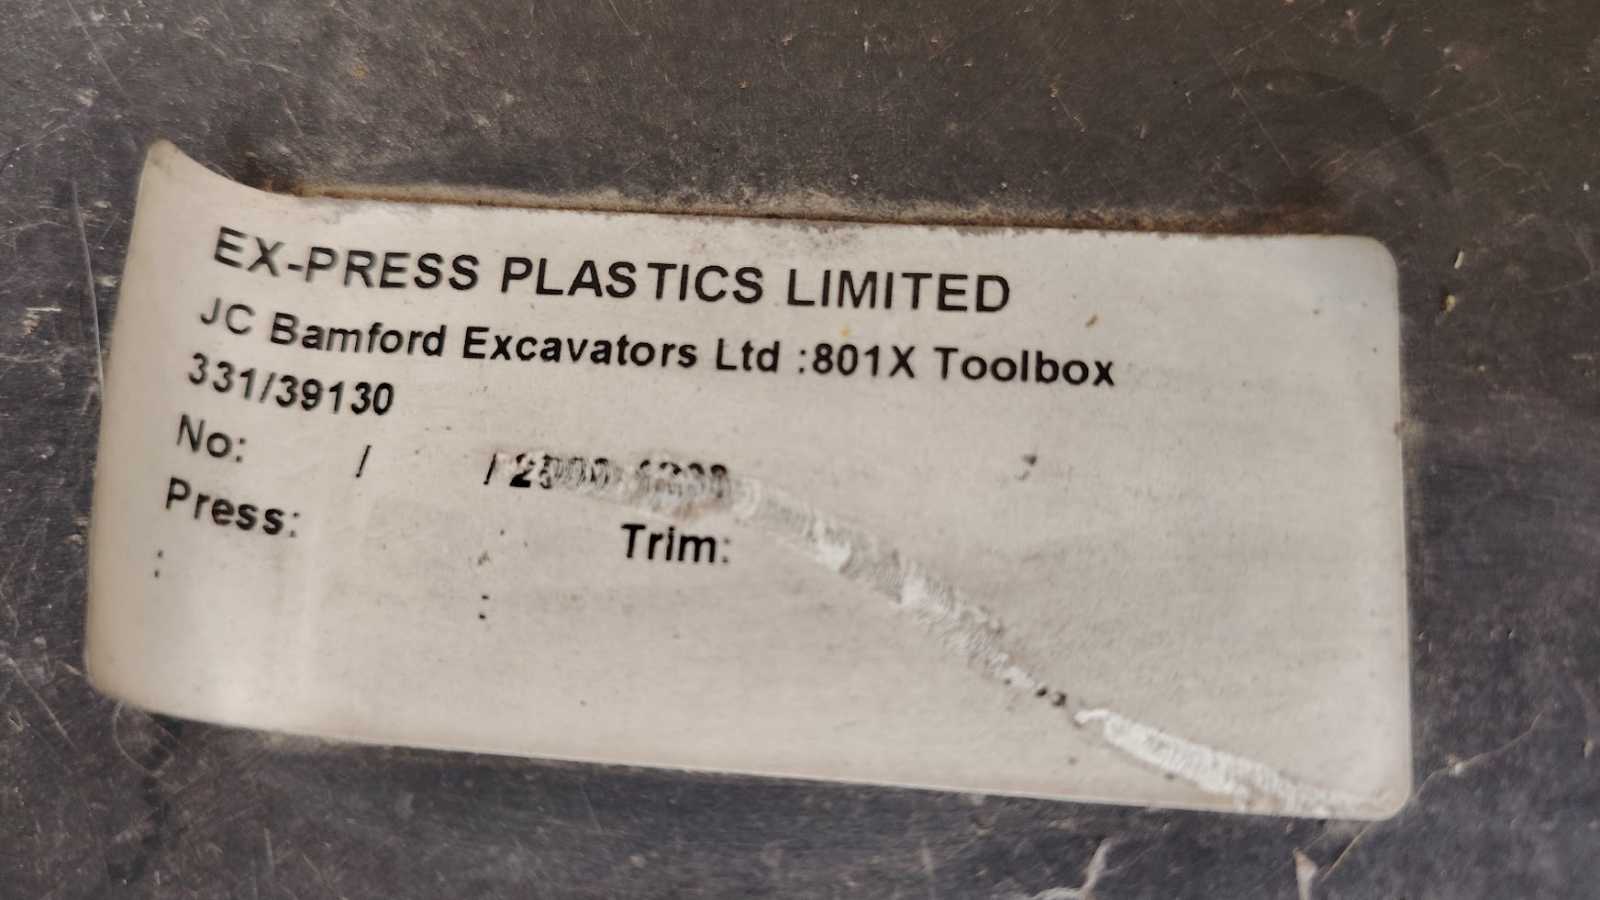 EX-PRESS PLASTICS LIMITED
JC Bamford Excavators Ltd :801X Toolbox
331/39130
No: / /
Press: Trim:
: :